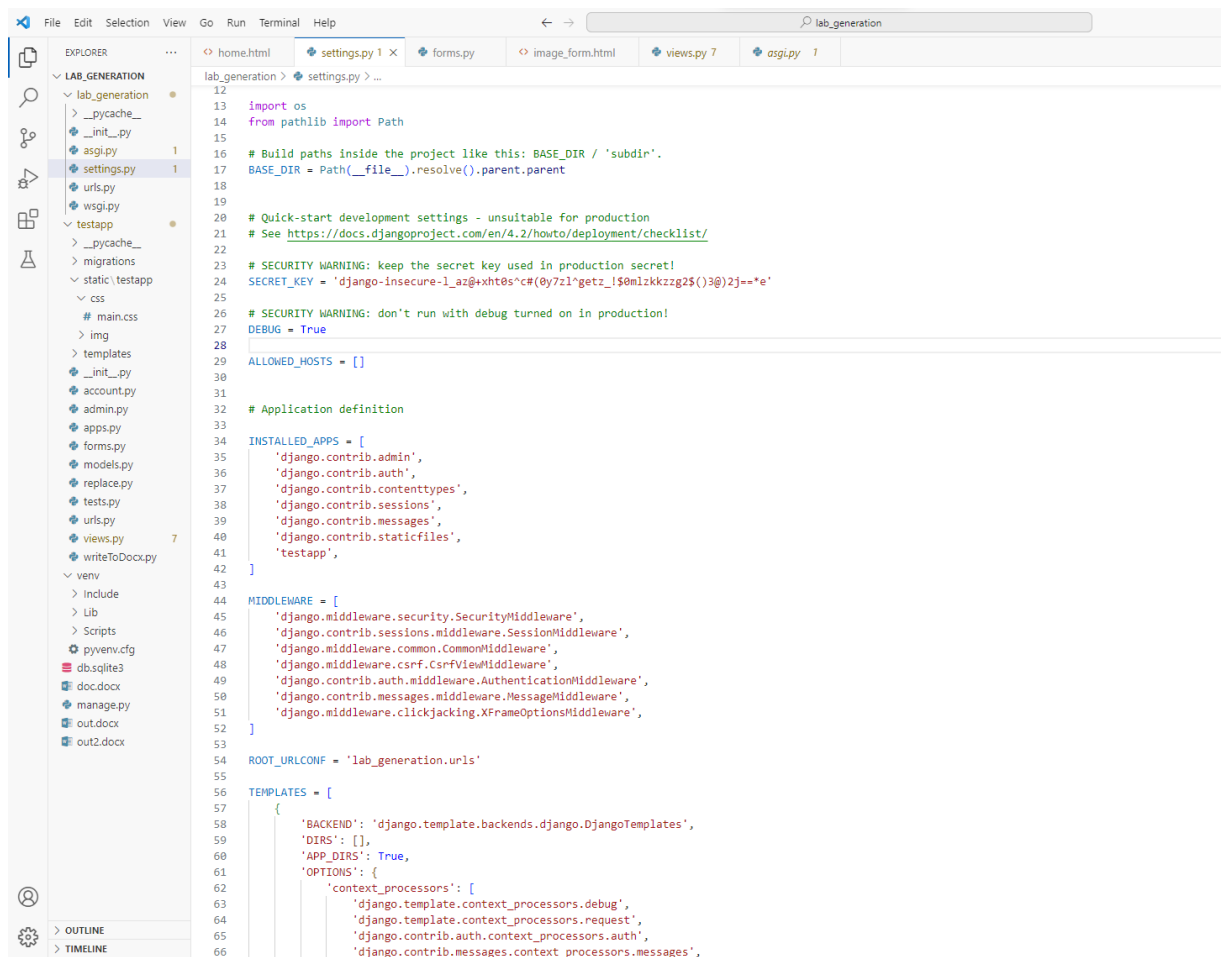 File Edit Selection View Go Run Terminal Help
lab_generation
EXPLORER
LAB_GENERATION
lab_generation
__pycache__
__init__.py
asgi.py 1
settings.py 1
urls.py
wsgi.py
testapp
__pycache__
migrations
static\testapp
css
# main.css
img
templates
__init__.py
account.py
admin.py
apps.py
forms.py
models.py
replace.py
tests.py
urls.py
views.py 7
writeToDocx.py
venv
Include
Lib
Scripts
pyvenv.cfg
db.sqlite3
doc.docx
manage.py
out.docx
out2.docx
OUTLINE
TIMELINE
home.html settings.py 1 forms.py image_form.html views.py 7 asgi.py 1
lab_generation > settings.py > ...
12
13 import os
14 from pathlib import Path
15
16 # Build paths inside the project like this: BASE_DIR / 'subdir'.
17 BASE_DIR = Path(__file__).resolve().parent.parent
18
19
20 # Quick-start development settings - unsuitable for production
21 # See https://docs.djangoproject.com/en/4.2/howto/deployment/checklist/
22
23 # SECURITY WARNING: keep the secret key used in production secret!
24 SECRET_KEY = 'django-insecure-l_az@+xht0s^c#(0y7zl^getz_!$0mlzkkzzg2$()3@)2j==*e'
25
26 # SECURITY WARNING: don't run with debug turned on in production!
27 DEBUG = True
28
29 ALLOWED_HOSTS = []
30
31
32 # Application definition
33
34 INSTALLED_APPS = [
35 'django.contrib.admin',
36 'django.contrib.auth',
37 'django.contrib.contenttypes',
38 'django.contrib.sessions',
39 'django.contrib.messages',
40 'django.contrib.staticfiles',
41 'testapp',
42 ]
43
44 MIDDLEWARE = [
45 'django.middleware.security.SecurityMiddleware',
46 'django.contrib.sessions.middleware.SessionMiddleware',
47 'django.middleware.common.CommonMiddleware',
48 'django.middleware.csrf.CsrfViewMiddleware',
49 'django.contrib.auth.middleware.AuthenticationMiddleware',
50 'django.contrib.messages.middleware.MessageMiddleware',
51 'django.middleware.clickjacking.XFrameOptionsMiddleware',
52 ]
53
54 ROOT_URLCONF = 'lab_generation.urls'
55
56 TEMPLATES = [
57 {
58 'BACKEND': 'django.template.backends.django.DjangoTemplates',
59 'DIRS': [],
60 'APP_DIRS': True,
61 'OPTIONS': {
62 'context_processors': [
63 'django.template.context_processors.debug',
64 'django.template.context_processors.request',
65 'django.contrib.auth.context_processors.auth',
66 'django.contrib.messages.context_processors.messages',